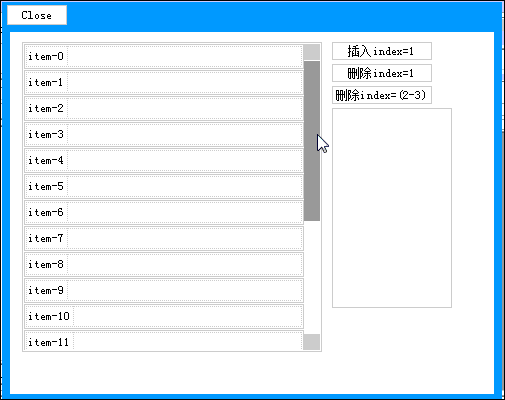 Close
item-0
item-1
item-2
item-3
item-4
item-5
item-6
item-7
item-8
item-9
item-10
item-11
插入index=1
删除index=1
删除index=(2-3)